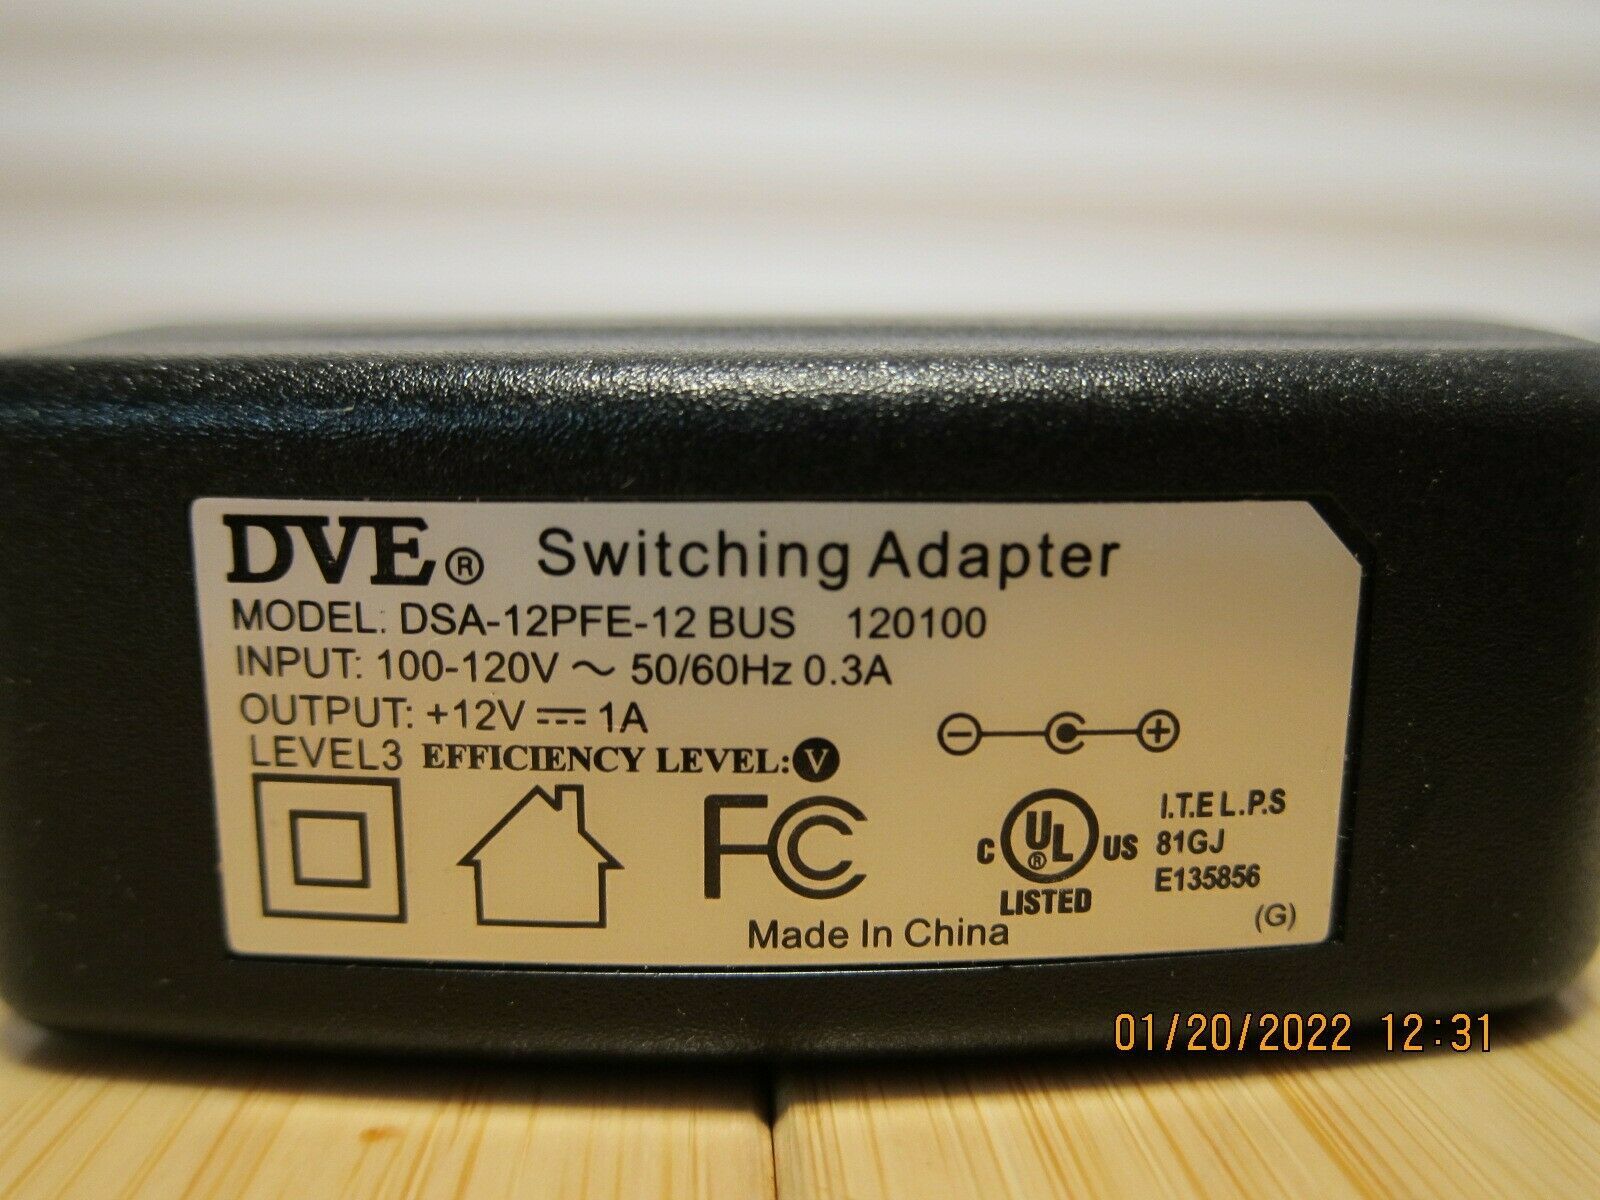 DVE® Switching Adapter
MODEL: DSA-12PFE-12 BUS 120100
INPUT: 100-120V ~ 50/60Hz 0.3A
OUTPUT: +12V ⎓ 1A
LEVEL3 EFFICIENCY LEVEL: V
FC
C UL® US LISTED
I.T.E L.P.S
81GJ
E135856
Made In China
(G)
01/20/2022 12:31